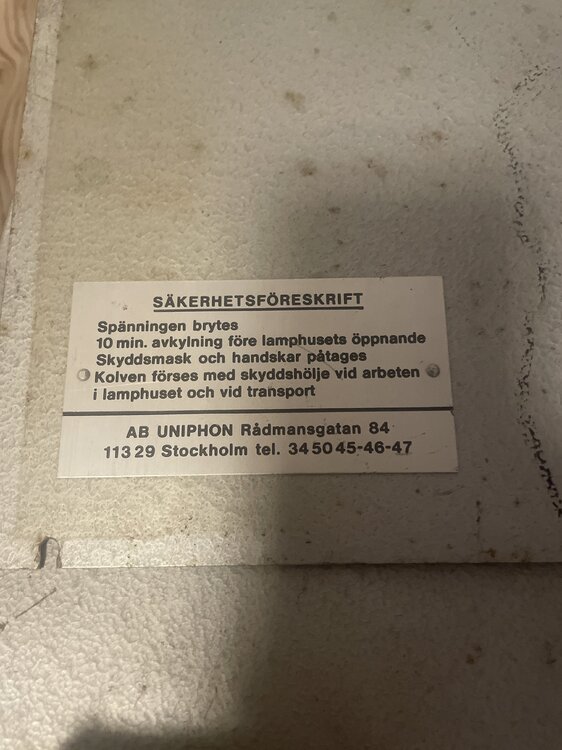 SÄKERHETSFÖRESKRIFT
Spänningen brytes
10 min. avkylning före lamphusets öppnande
Skyddsmask och handskar påtages
Kolven förses med skyddshölje vid arbeten
i lamphuset och vid transport
AB UNIPHON Rådmansgatan 84
113 29 Stockholm tel. 34 50 45-46-47